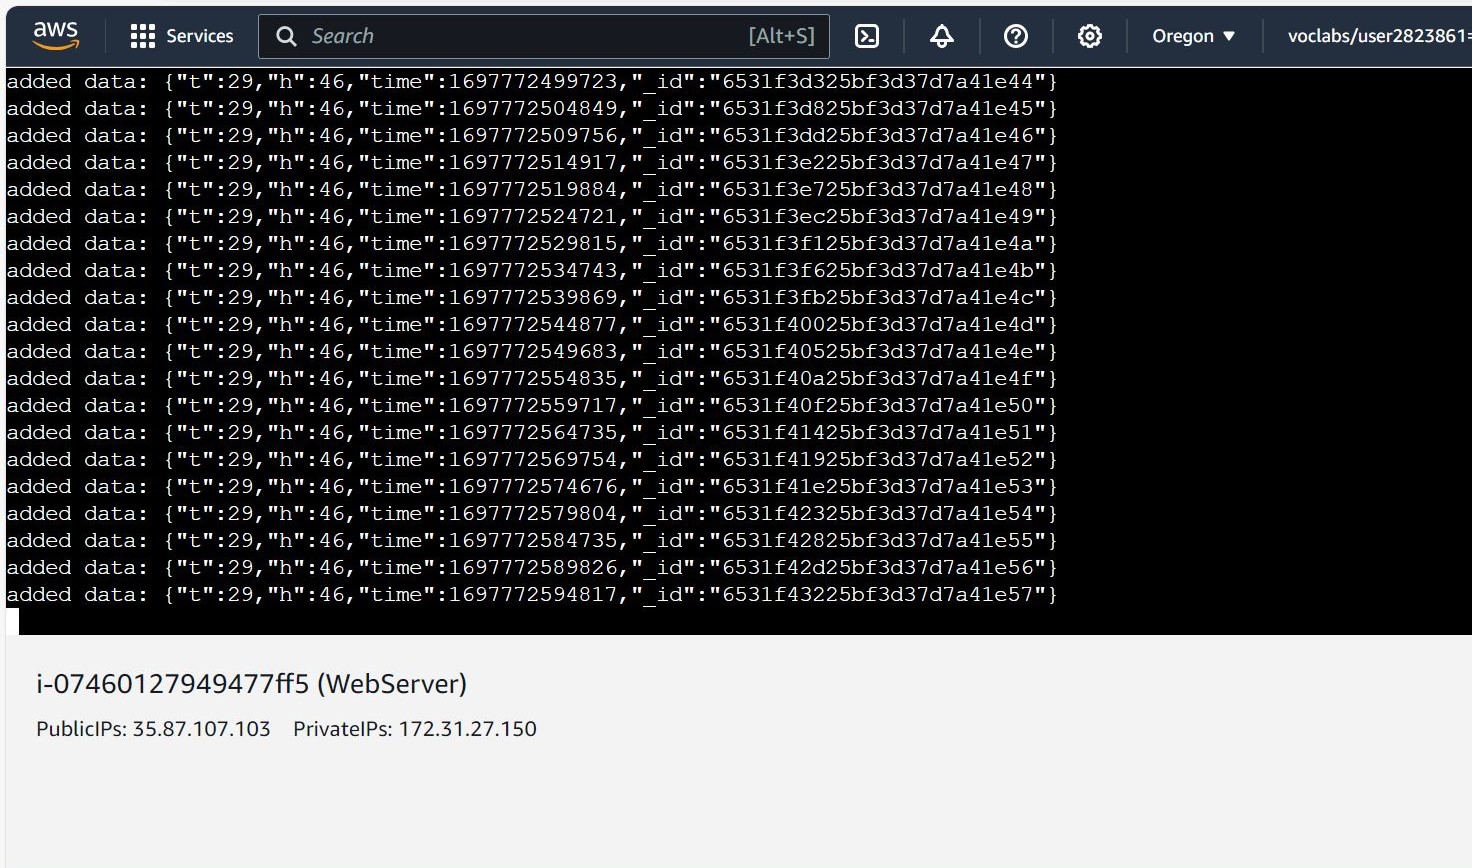 aws
Services
Search [Alt+S]
Oregon
voclabs/user2823861=
added data: {"t":29,"h":46,"time":1697772499723,"_id":"6531f3d325bf3d37d7a41e44"}
added data: {"t":29,"h":46,"time":1697772504849,"_id":"6531f3d825bf3d37d7a41e45"}
added data: {"t":29,"h":46,"time":1697772509756,"_id":"6531f3dd25bf3d37d7a41e46"}
added data: {"t":29,"h":46,"time":1697772514917,"_id":"6531f3e225bf3d37d7a41e47"}
added data: {"t":29,"h":46,"time":1697772519884,"_id":"6531f3e725bf3d37d7a41e48"}
added data: {"t":29,"h":46,"time":1697772524721,"_id":"6531f3ec25bf3d37d7a41e49"}
added data: {"t":29,"h":46,"time":1697772529815,"_id":"6531f3f125bf3d37d7a41e4a"}
added data: {"t":29,"h":46,"time":1697772534743,"_id":"6531f3f625bf3d37d7a41e4b"}
added data: {"t":29,"h":46,"time":1697772539869,"_id":"6531f3fb25bf3d37d7a41e4c"}
added data: {"t":29,"h":46,"time":1697772544877,"_id":"6531f40025bf3d37d7a41e4d"}
added data: {"t":29,"h":46,"time":1697772549683,"_id":"6531f40525bf3d37d7a41e4e"}
added data: {"t":29,"h":46,"time":1697772554835,"_id":"6531f40a25bf3d37d7a41e4f"}
added data: {"t":29,"h":46,"time":1697772559717,"_id":"6531f40f25bf3d37d7a41e50"}
added data: {"t":29,"h":46,"time":1697772564735,"_id":"6531f41425bf3d37d7a41e51"}
added data: {"t":29,"h":46,"time":1697772569754,"_id":"6531f41925bf3d37d7a41e52"}
added data: {"t":29,"h":46,"time":1697772574676,"_id":"6531f41e25bf3d37d7a41e53"}
added data: {"t":29,"h":46,"time":1697772579804,"_id":"6531f42325bf3d37d7a41e54"}
added data: {"t":29,"h":46,"time":1697772584735,"_id":"6531f42825bf3d37d7a41e55"}
added data: {"t":29,"h":46,"time":1697772589826,"_id":"6531f42d25bf3d37d7a41e56"}
added data: {"t":29,"h":46,"time":1697772594817,"_id":"6531f43225bf3d37d7a41e57"}
i-07460127949477ff5 (WebServer)
PublicIPs: 35.87.107.103 PrivateIPs: 172.31.27.150